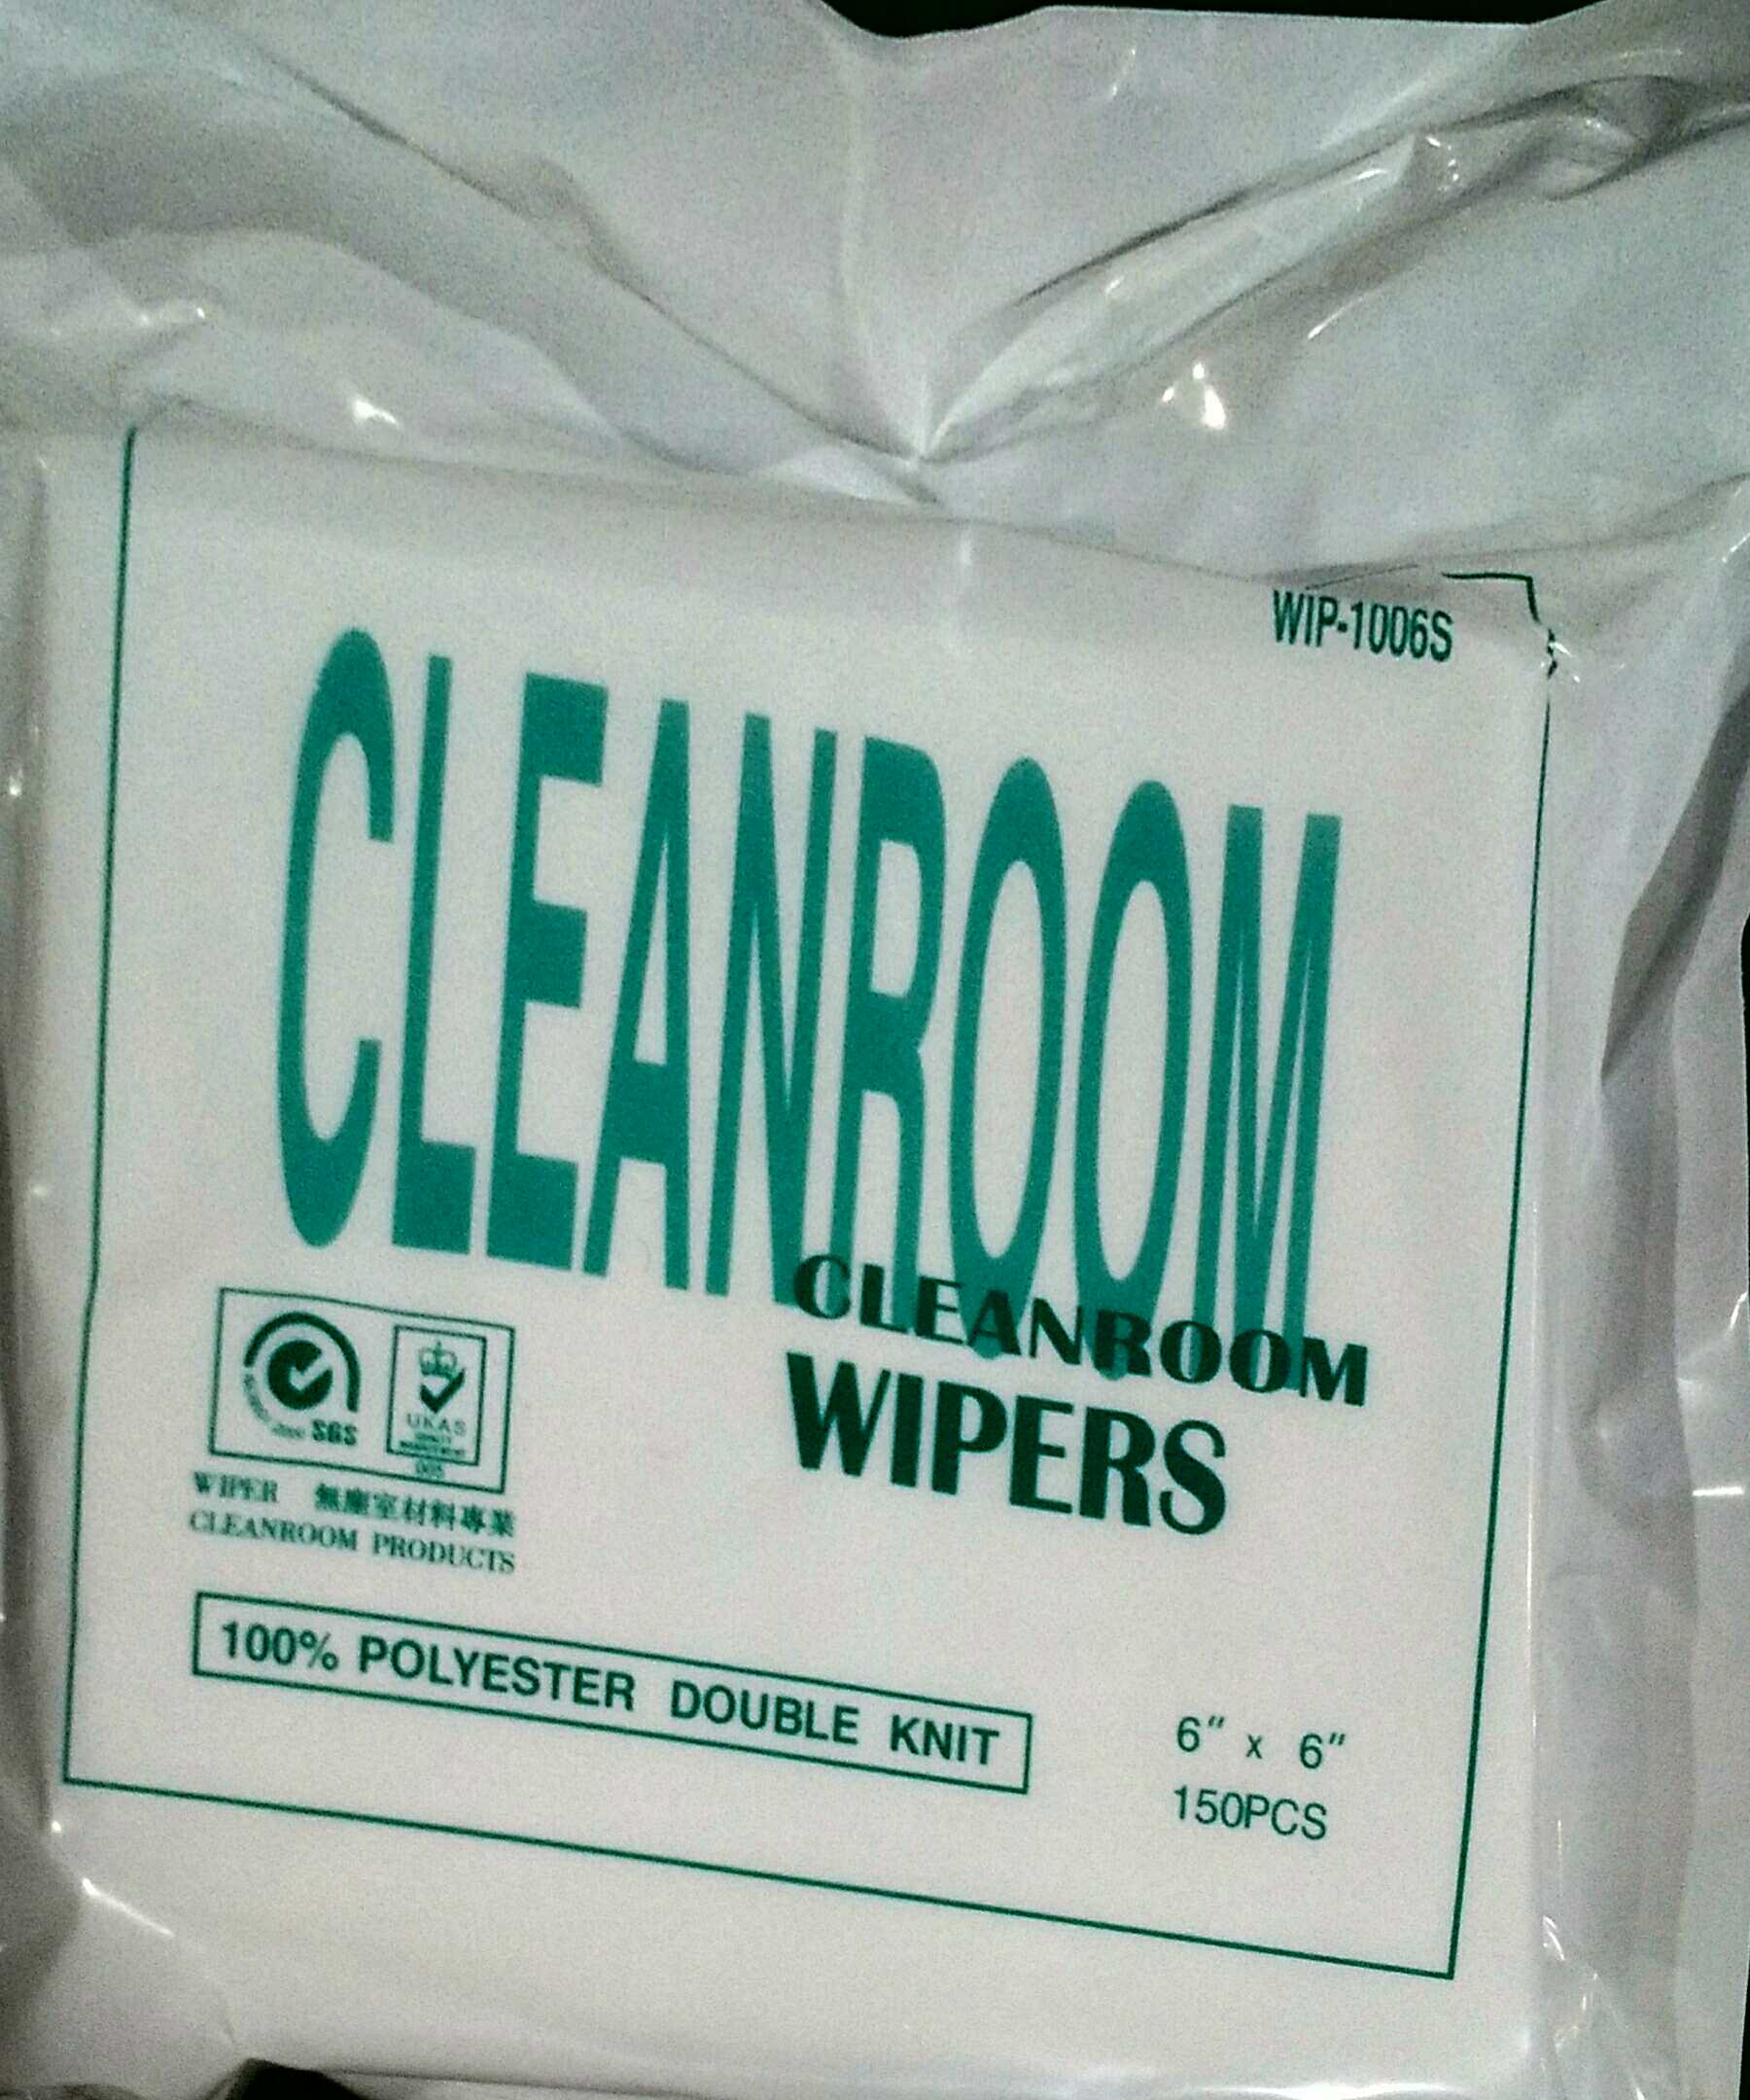 WIP-1006S
CLEANROOM
CLEANROOM
WIPERS
SGS
UKAS
005
WIPER 無塵室材料專業
CLEANROOM PRODUCTS
100% POLYESTER DOUBLE KNIT
6" x 6"
150PCS